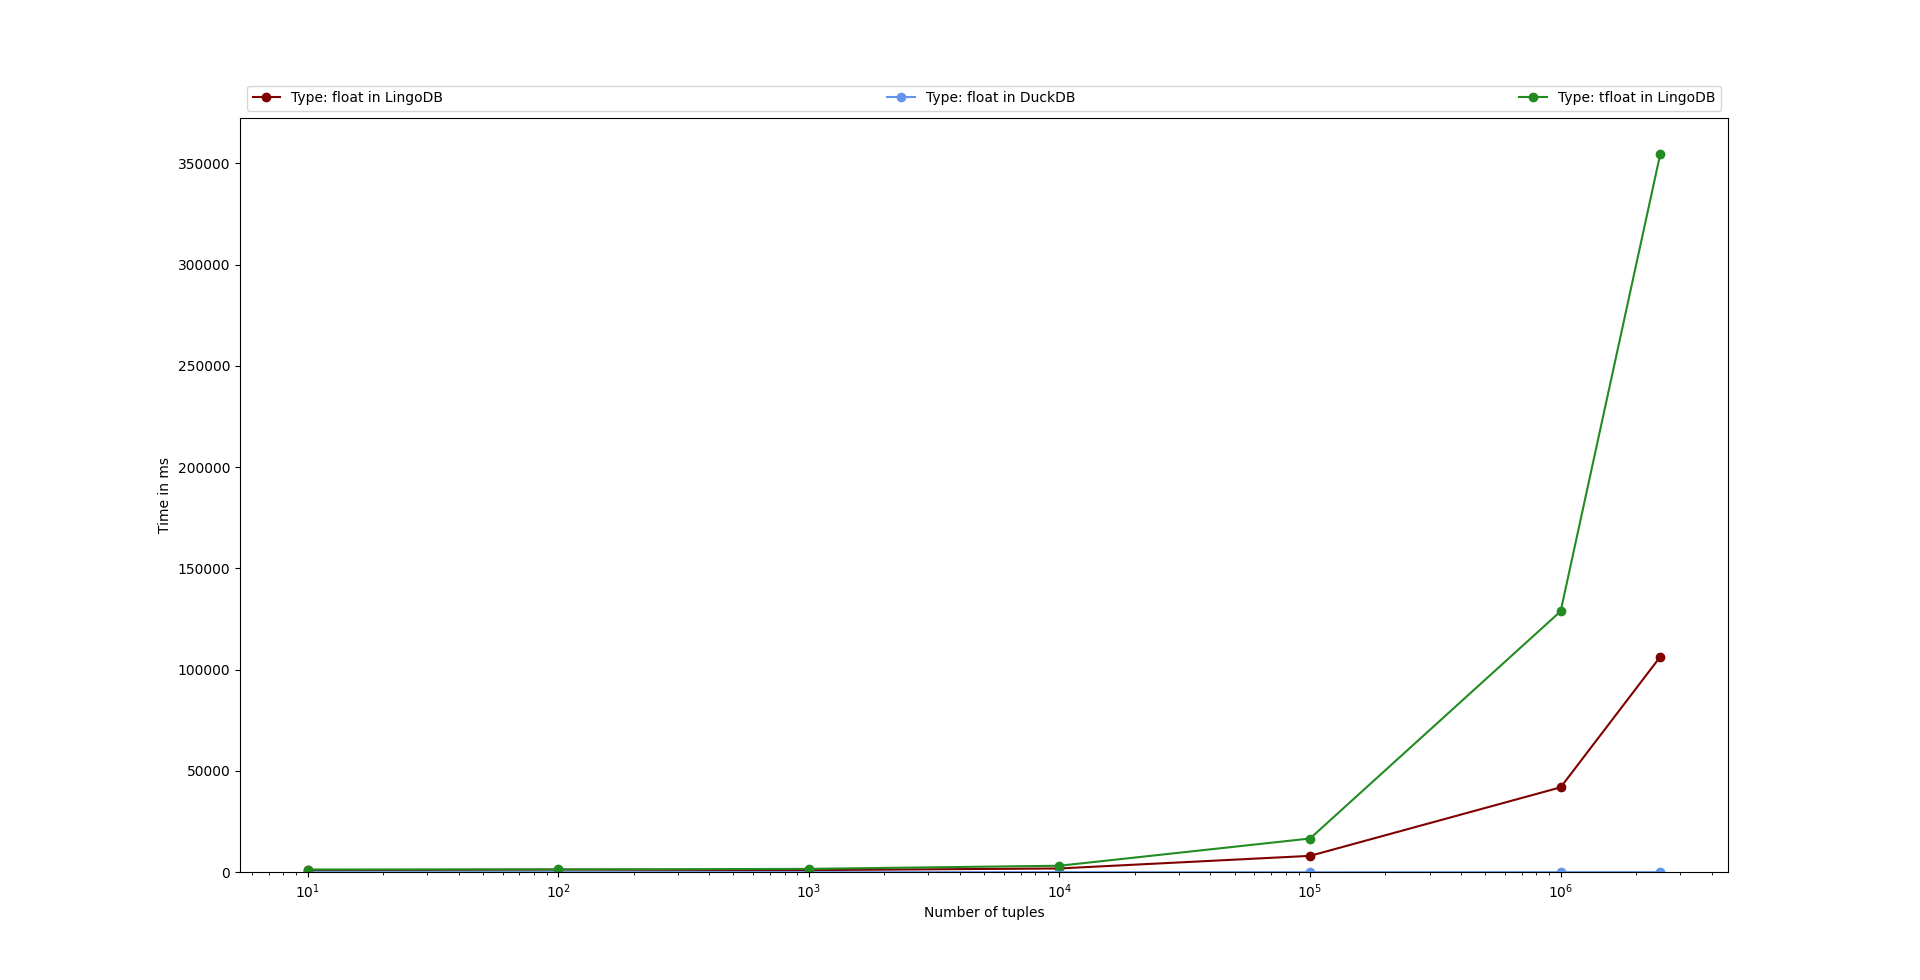 Type: float in LingoDB Type: float in DuckDB Type: tfloat in LingoDB
350000
300000
250000
200000
150000
100000
50000
0
Time in ms
10¹ 10² 10³ 10⁴ 10⁵ 10⁶
Number of tuples